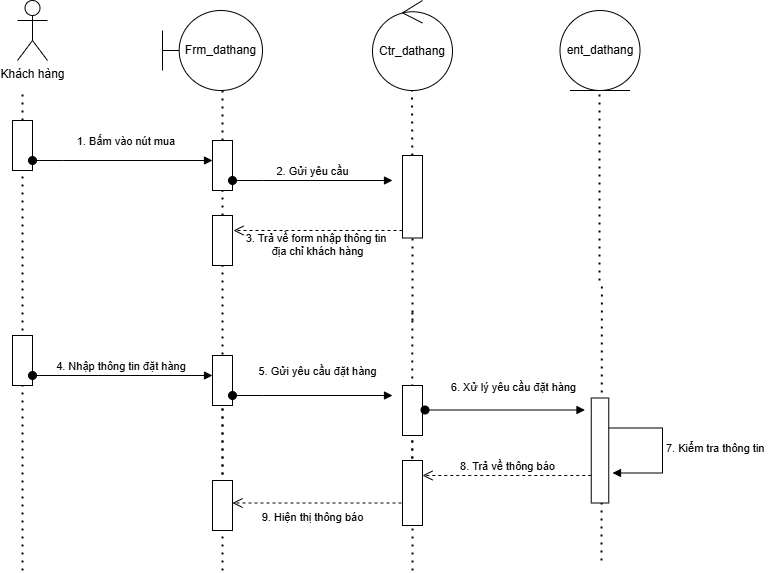 Khách hàng
Frm_dathang
Ctr_dathang
ent_dathang
1. Bấm vào nút mua
2. Gửi yêu cầu
3. Trả về form nhập thông tin
địa chỉ khách hàng
4. Nhập thông tin đặt hàng
5. Gửi yêu cầu đặt hàng
6. Xử lý yêu cầu đặt hàng
7. Kiểm tra thông tin
8. Trả về thông báo
9. Hiện thị thông báo